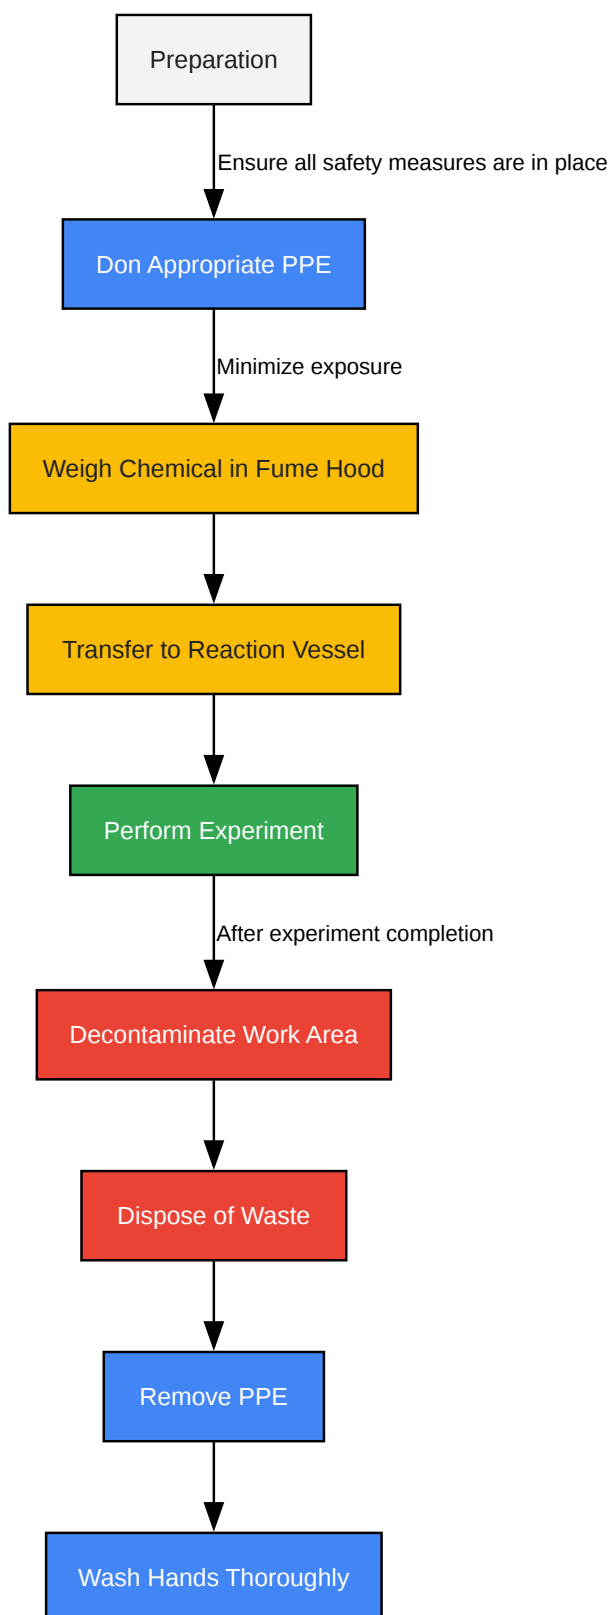 Preparation
Ensure all safety measures are in place
Don Appropriate PPE
Minimize exposure
Weigh Chemical in Fume Hood
Transfer to Reaction Vessel
Perform Experiment
After experiment completion
Decontaminate Work Area
Dispose of Waste
Remove PPE
Wash Hands Thoroughly